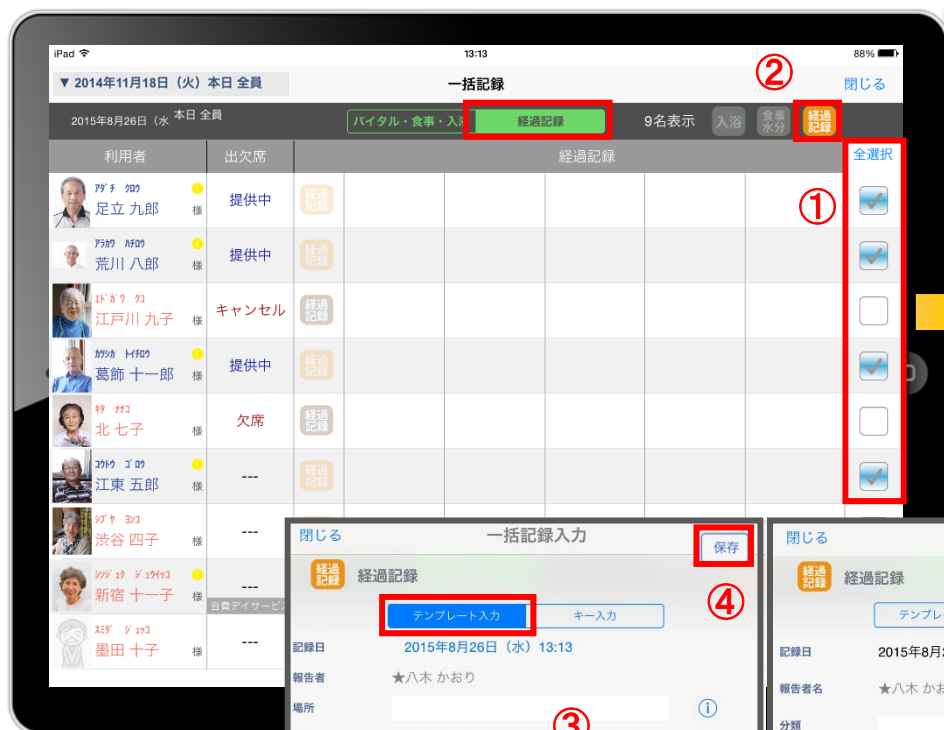 iPad 13:13 88%
▼ 2014年11月18日（火）本日 全員 一括記録 ② 閉じる
2015年8月26日（水 本日 全員 バイタル・食事・入浴 経過記録 9名表示 入浴 食事水分 経過記録
利用者 出欠席 経過記録 全選択
ｱﾀﾞﾁ ｸﾛｳ
足立 九郎 様 提供中 経過記録 ①
ｱﾗｶﾜ ﾊﾁﾛｳ
荒川 八郎 様 提供中 経過記録
ｴﾄﾞｶﾞﾜ ｸｺ
江戸川 九子 様 キャンセル 経過記録
ｶﾂｼｶ ﾄｲﾁﾛｳ
葛飾 十一郎 様 提供中 経過記録
ｷﾀ ﾅﾅｺ
北 七子 様 欠席 経過記録
ｺｳﾄｳ ｺﾞﾛｳ
江東 五郎 様 --- 経過記録
ｼﾌﾞﾔ ﾖﾝｺ
渋谷 四子 様 ---
ｼﾝｼﾞｭｸ ｼﾞｭｳｲｯｺ
新宿 十一子 様 ---
自費デイサービ
ｽﾐﾀﾞ ｼﾞｭｯｺ
墨田 十子 様 ---
閉じる 一括記録入力 保存
経過記録 経過記録 ④
テンプレート入力 キー入力
記録日 2015年8月26日（水）13:13
報告者 ★八木 かおり
場所
③
閉じる
経過記録 経過記録
テンプレ
記録日 2015年8月
報告者名 ★八木 かお
分類